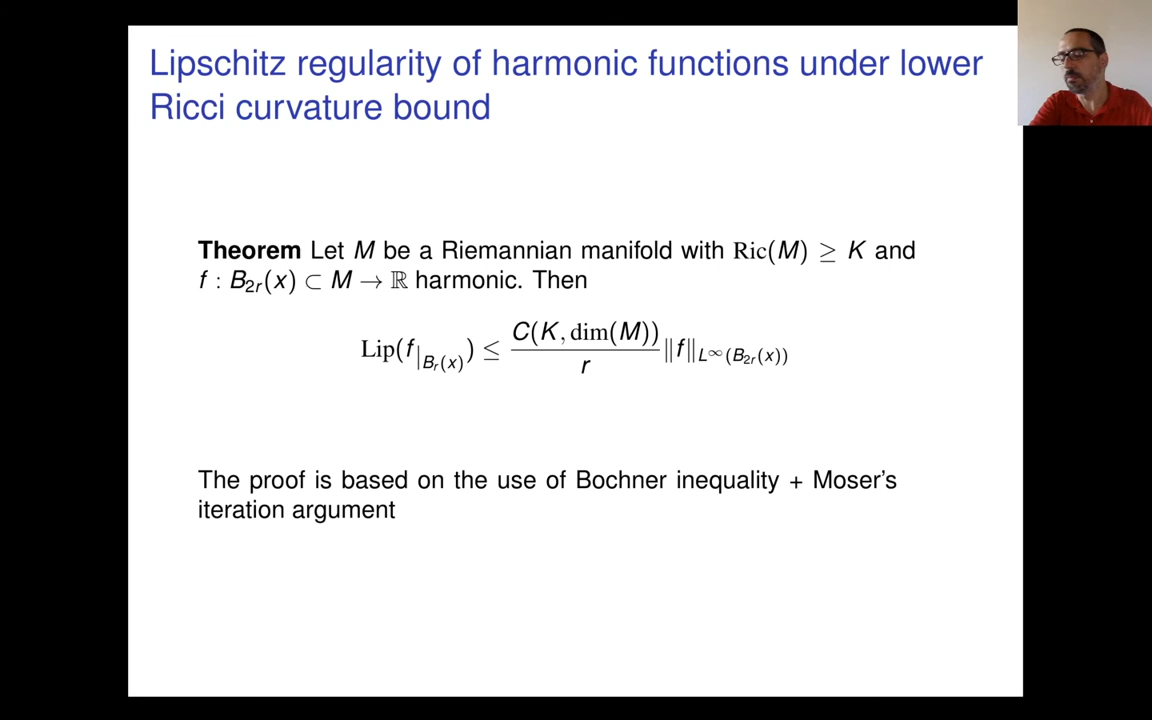 Lipschitz regularity of harmonic functions under lower
Ricci curvature bound
Theorem Let M be a Riemannian manifold with Ric(M) ≥ K and
f : B_{2r}(x) ⊂ M → ℝ harmonic. Then
Lip(f|_{B_r(x)}) ≤ \frac{C(K, dim(M))}{r} ‖f‖_{L^∞(B_{2r}(x))}
The proof is based on the use of Bochner inequality + Moser's
iteration argument